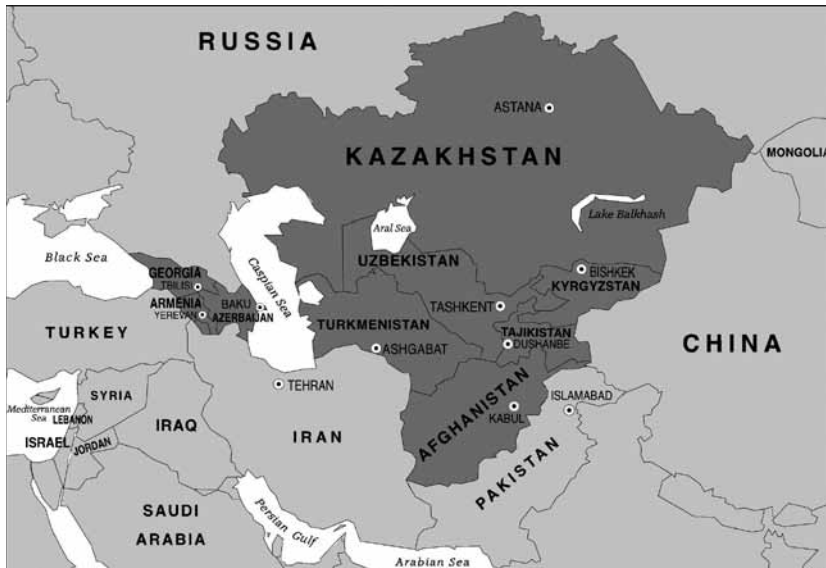 RUSSIA
ASTANA
KAZAKHSTAN
MONGOLIA
Lake Balkhash
Aral Sea
Black Sea
Caspian Sea
UZBEKISTAN
GEORGIA
TBILISI
BISHKEK
KYRGYZSTAN
ARMENIA
YEREVAN
BAKU
AZERBAIJAN
TASHKENT
TURKMENISTAN
TAJIKISTAN
DUSHANBE
TURKEY
ASHGABAT
CHINA
TEHRAN
SYRIA
Mediterranean
Sea
LEBANON
ISRAEL
JORDAN
IRAQ
IRAN
AFGHANISTAN
KABUL
ISLAMABAD
PAKISTAN
SAUDI
ARABIA
Persian Gulf
Arabian Sea